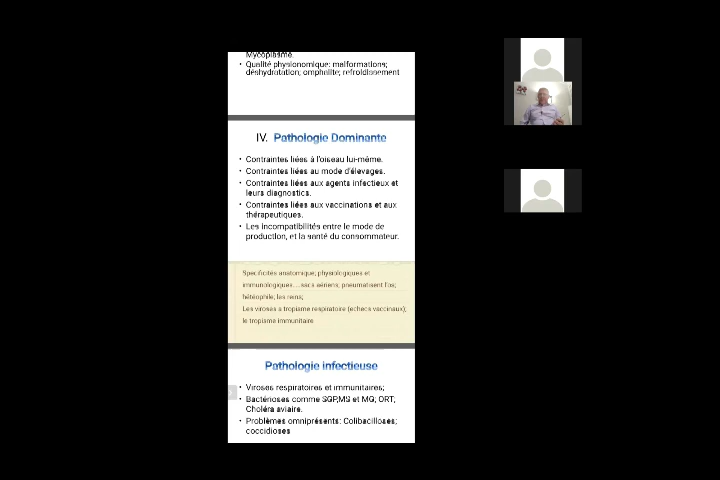 Mycoplasme.
• Qualité physionomique: malformations;
déshydratation; omphalite; refroidissement
IV. Pathologie Dominante
• Contraintes liées à l'oiseau lui-même.
• Contraintes liées au mode d'élevages.
• Contraintes liées aux agents infectieux et
leurs diagnostics.
• Contraintes liées aux vaccinations et aux
thérapeutiques.
• Les incompatibilités entre le mode de
production, et la santé du consommateur.
Specificités anatomique; physiologiques et
immunologiques....sacs aériens; pneumatisent l'os;
hétéophile; les reins;
Les viroses a tropisme respiratoire (echecs vaccinaux);
le tropisme immunitaire
Pathologie infectieuse
• Viroses respiratoires et immunitaires;
• Bactérioses comme SGP,MS et MG; ORT;
Choléra aviaire.
• Problèmes omniprésents: Colibacilloses;
coccidioses